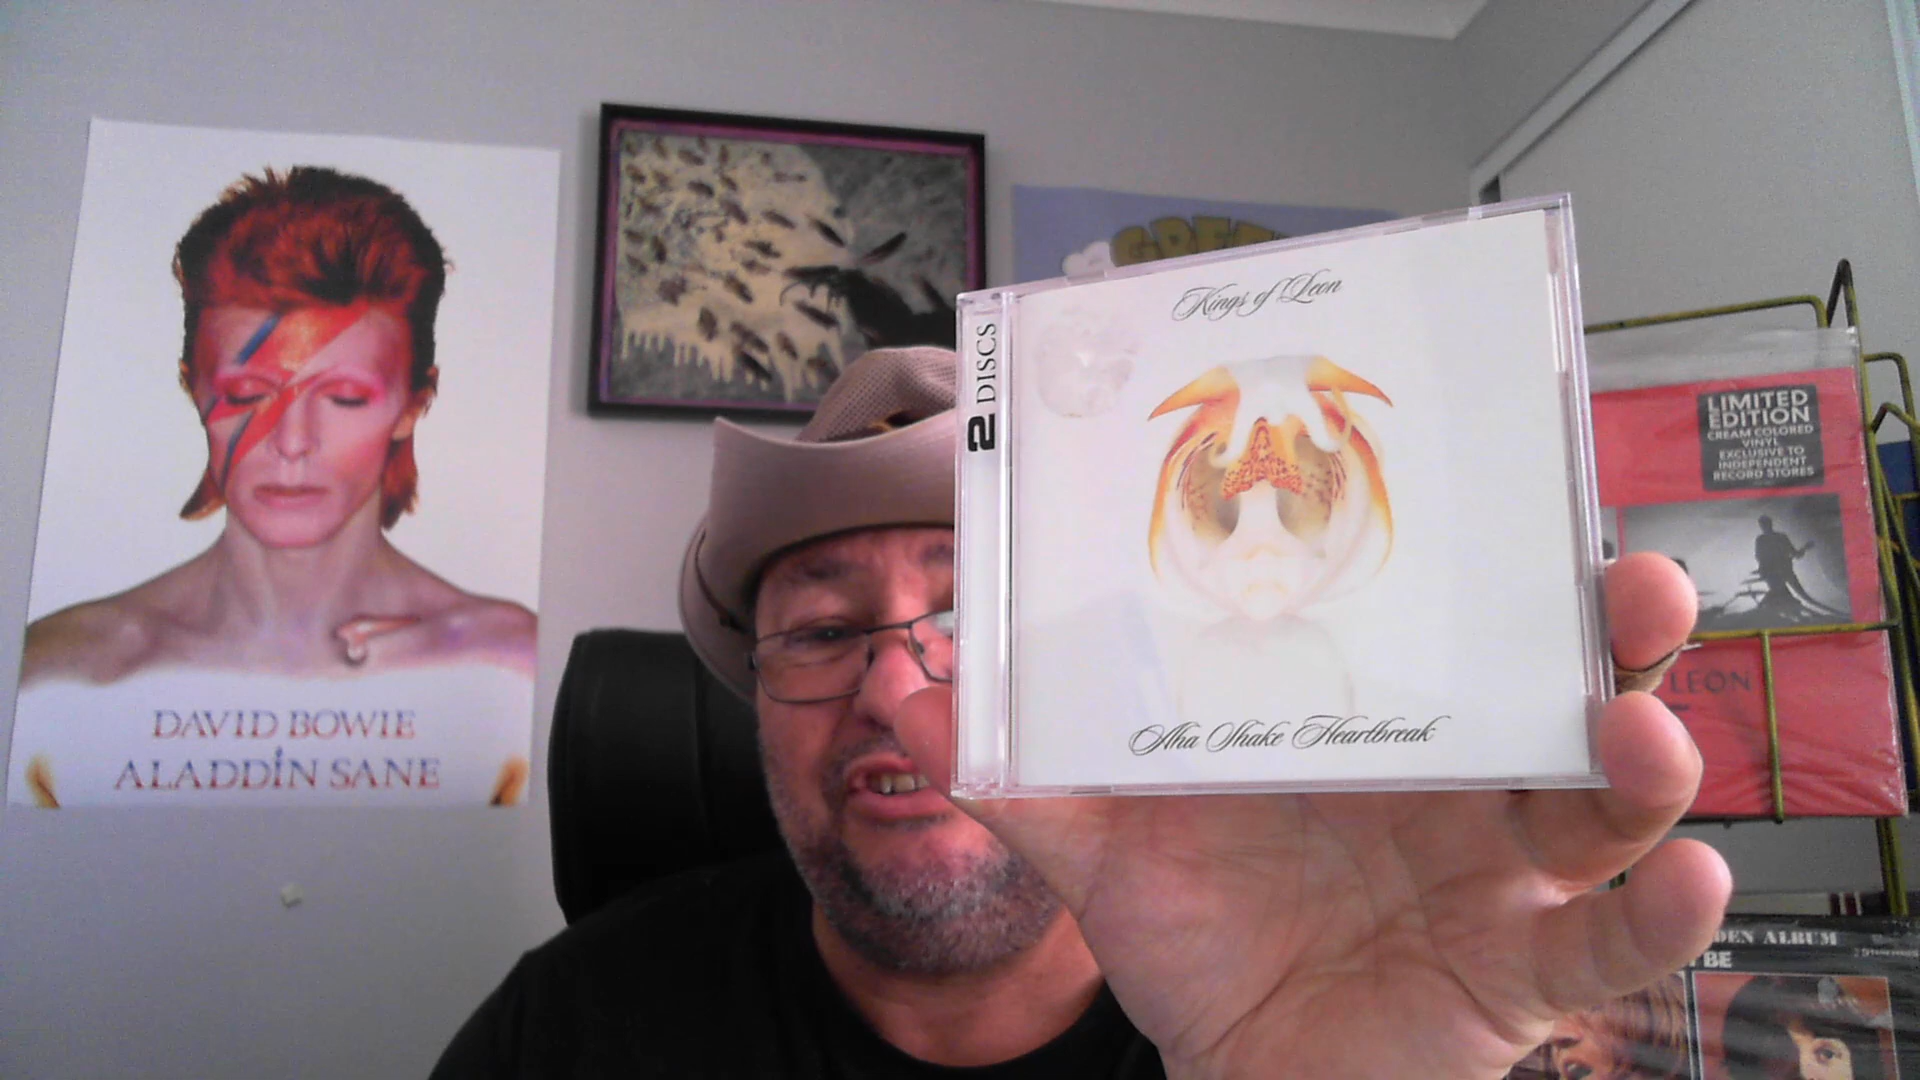 DAVID BOWIE
ALADDIN SANE
Kings of Leon
2 DISCS
Aha Shake Heartbreak
LIMITED
EDITION
CREAM COLORED
VINYL
EXCLUSIVE TO
INDEPENDENT
RECORD STORES
LEON
ALBUM
BE